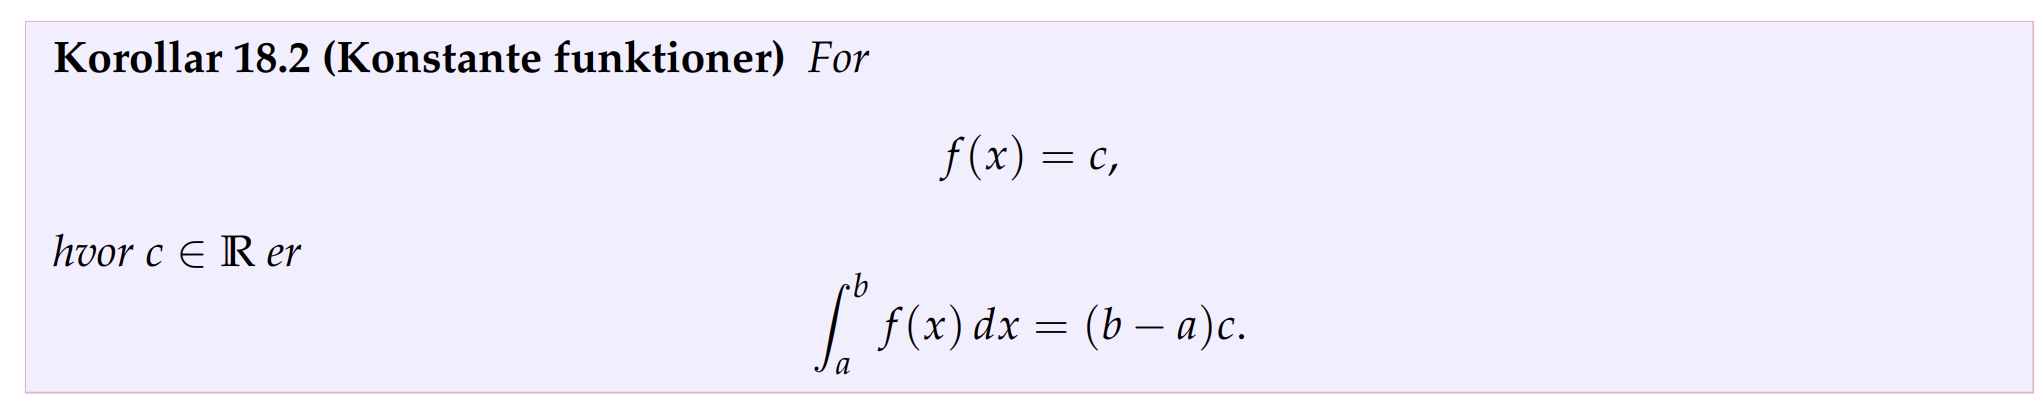 Korollar 18.2 (Konstante funktioner) For
f(x) = c,
hvor c ∈ ℝ er
∫_a^b f(x) dx = (b − a)c.